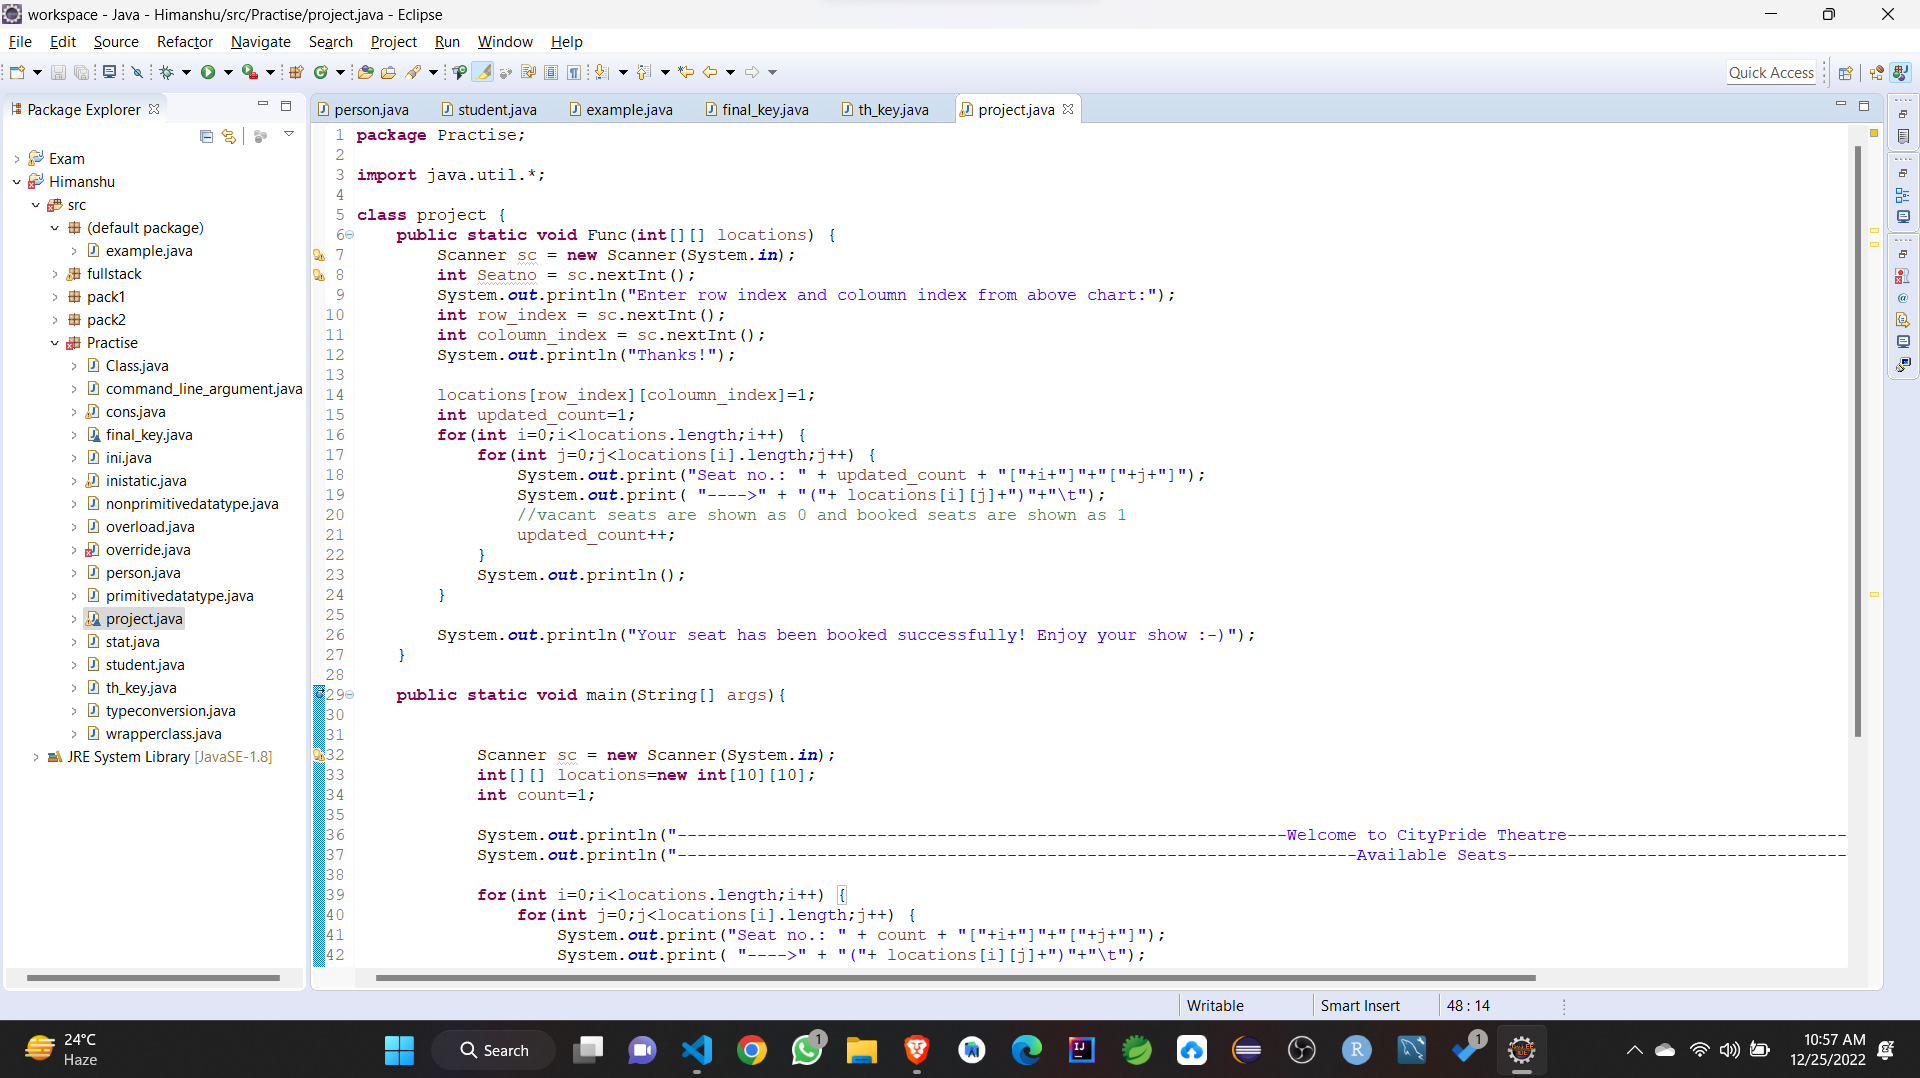 workspace - Java - Himanshu/src/Practise/project.java - Eclipse
File Edit Source Refactor Navigate Search Project Run Window Help
Quick Access
Package Explorer
person.java student.java example.java final_key.java th_key.java project.java
Exam
Himanshu
src
(default package)
example.java
fullstack
pack1
pack2
Practise
Class.java
command_line_argument.java
cons.java
final_key.java
ini.java
inistatic.java
nonprimitivedatatype.java
overload.java
override.java
person.java
primitivedatatype.java
project.java
stat.java
student.java
th_key.java
typeconversion.java
wrapperclass.java
JRE System Library [JavaSE-1.8]
1 package Practise;
2
3 import java.util.*;
4
5 class project {
6 public static void Func(int[][] locations) {
7 Scanner sc = new Scanner(System.in);
8 int Seatno = sc.nextInt();
9 System.out.println("Enter row index and coloumn index from above chart:");
10 int row_index = sc.nextInt();
11 int coloumn_index = sc.nextInt();
12 System.out.println("Thanks!");
13
14 locations[row_index][coloumn_index]=1;
15 int updated_count=1;
16 for(int i=0;i<locations.length;i++) {
17 for(int j=0;j<locations[i].length;j++) {
18 System.out.print("Seat no.: " + updated_count + "["+i+"]"+"["+j+"]");
19 System.out.print( "---->" + "("+ locations[i][j]+")"+"\t");
20 //vacant seats are shown as 0 and booked seats are shown as 1
21 updated_count++;
22 }
23 System.out.println();
24 }
25
26 System.out.println("Your seat has been booked successfully! Enjoy your show :-)");
27 }
28
29 public static void main(String[] args){
30
31
32 Scanner sc = new Scanner(System.in);
33 int[][] locations=new int[10][10];
34 int count=1;
35
36 System.out.println("-------------------------------------------------------------Welcome to CityPride Theatre----------------------------
37 System.out.println("--------------------------------------------------------------------Available Seats----------------------------------
38
39 for(int i=0;i<locations.length;i++) {
40 for(int j=0;j<locations[i].length;j++) {
41 System.out.print("Seat no.: " + count + "["+i+"]"+"["+j+"]");
42 System.out.print( "---->" + "("+ locations[i][j]+")"+"\t");
Writable Smart Insert 48 : 14
24°C
Haze
Search
1
1
10:57 AM
12/25/2022